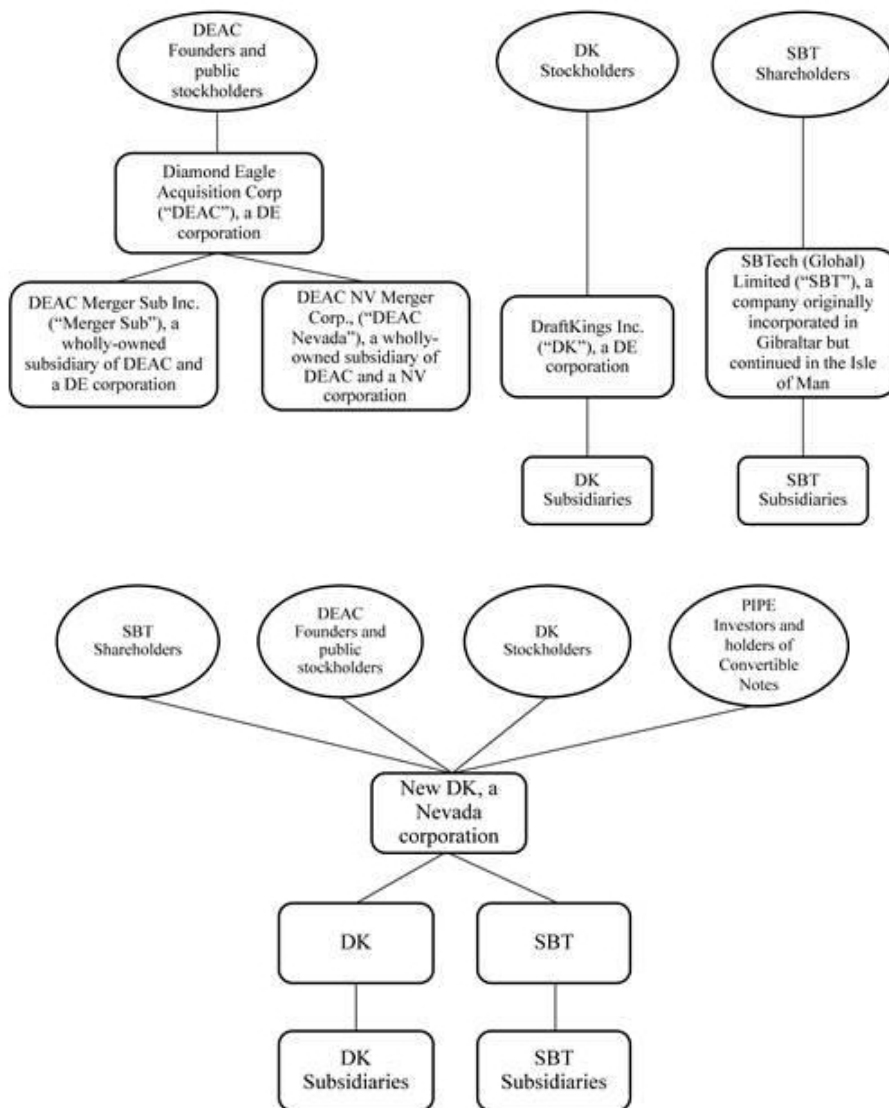 DEAC
Founders and
public
stockholders
DK
Stockholders
SBT
Shareholders
Diamond Eagle
Acquisition Corp
(“DEAC”), a DE
corporation
DEAC Merger Sub Inc.
(“Merger Sub”), a
wholly-owned
subsidiary of DEAC and
a DE corporation
DEAC NV Merger
Corp., (“DEAC
Nevada”), a wholly-
owned subsidiary of
DEAC and a NV
corporation
DraftKings Inc.
(“DK”), a DE
corporation
SBTech (Glohal)
Limited (“SBT”), a
company originally
incorporated in
Gibraltar but
continued in the Isle
of Man
DK
Subsidiaries
SBT
Subsidiaries
SBT
Shareholders
DEAC
Founders and
public
stockholders
DK
Stockholders
PIPE
Investors and
holders of
Convertible
Notes
New DK, a
Nevada
corporation
DK
SBT
DK
Subsidiaries
SBT
Subsidiaries